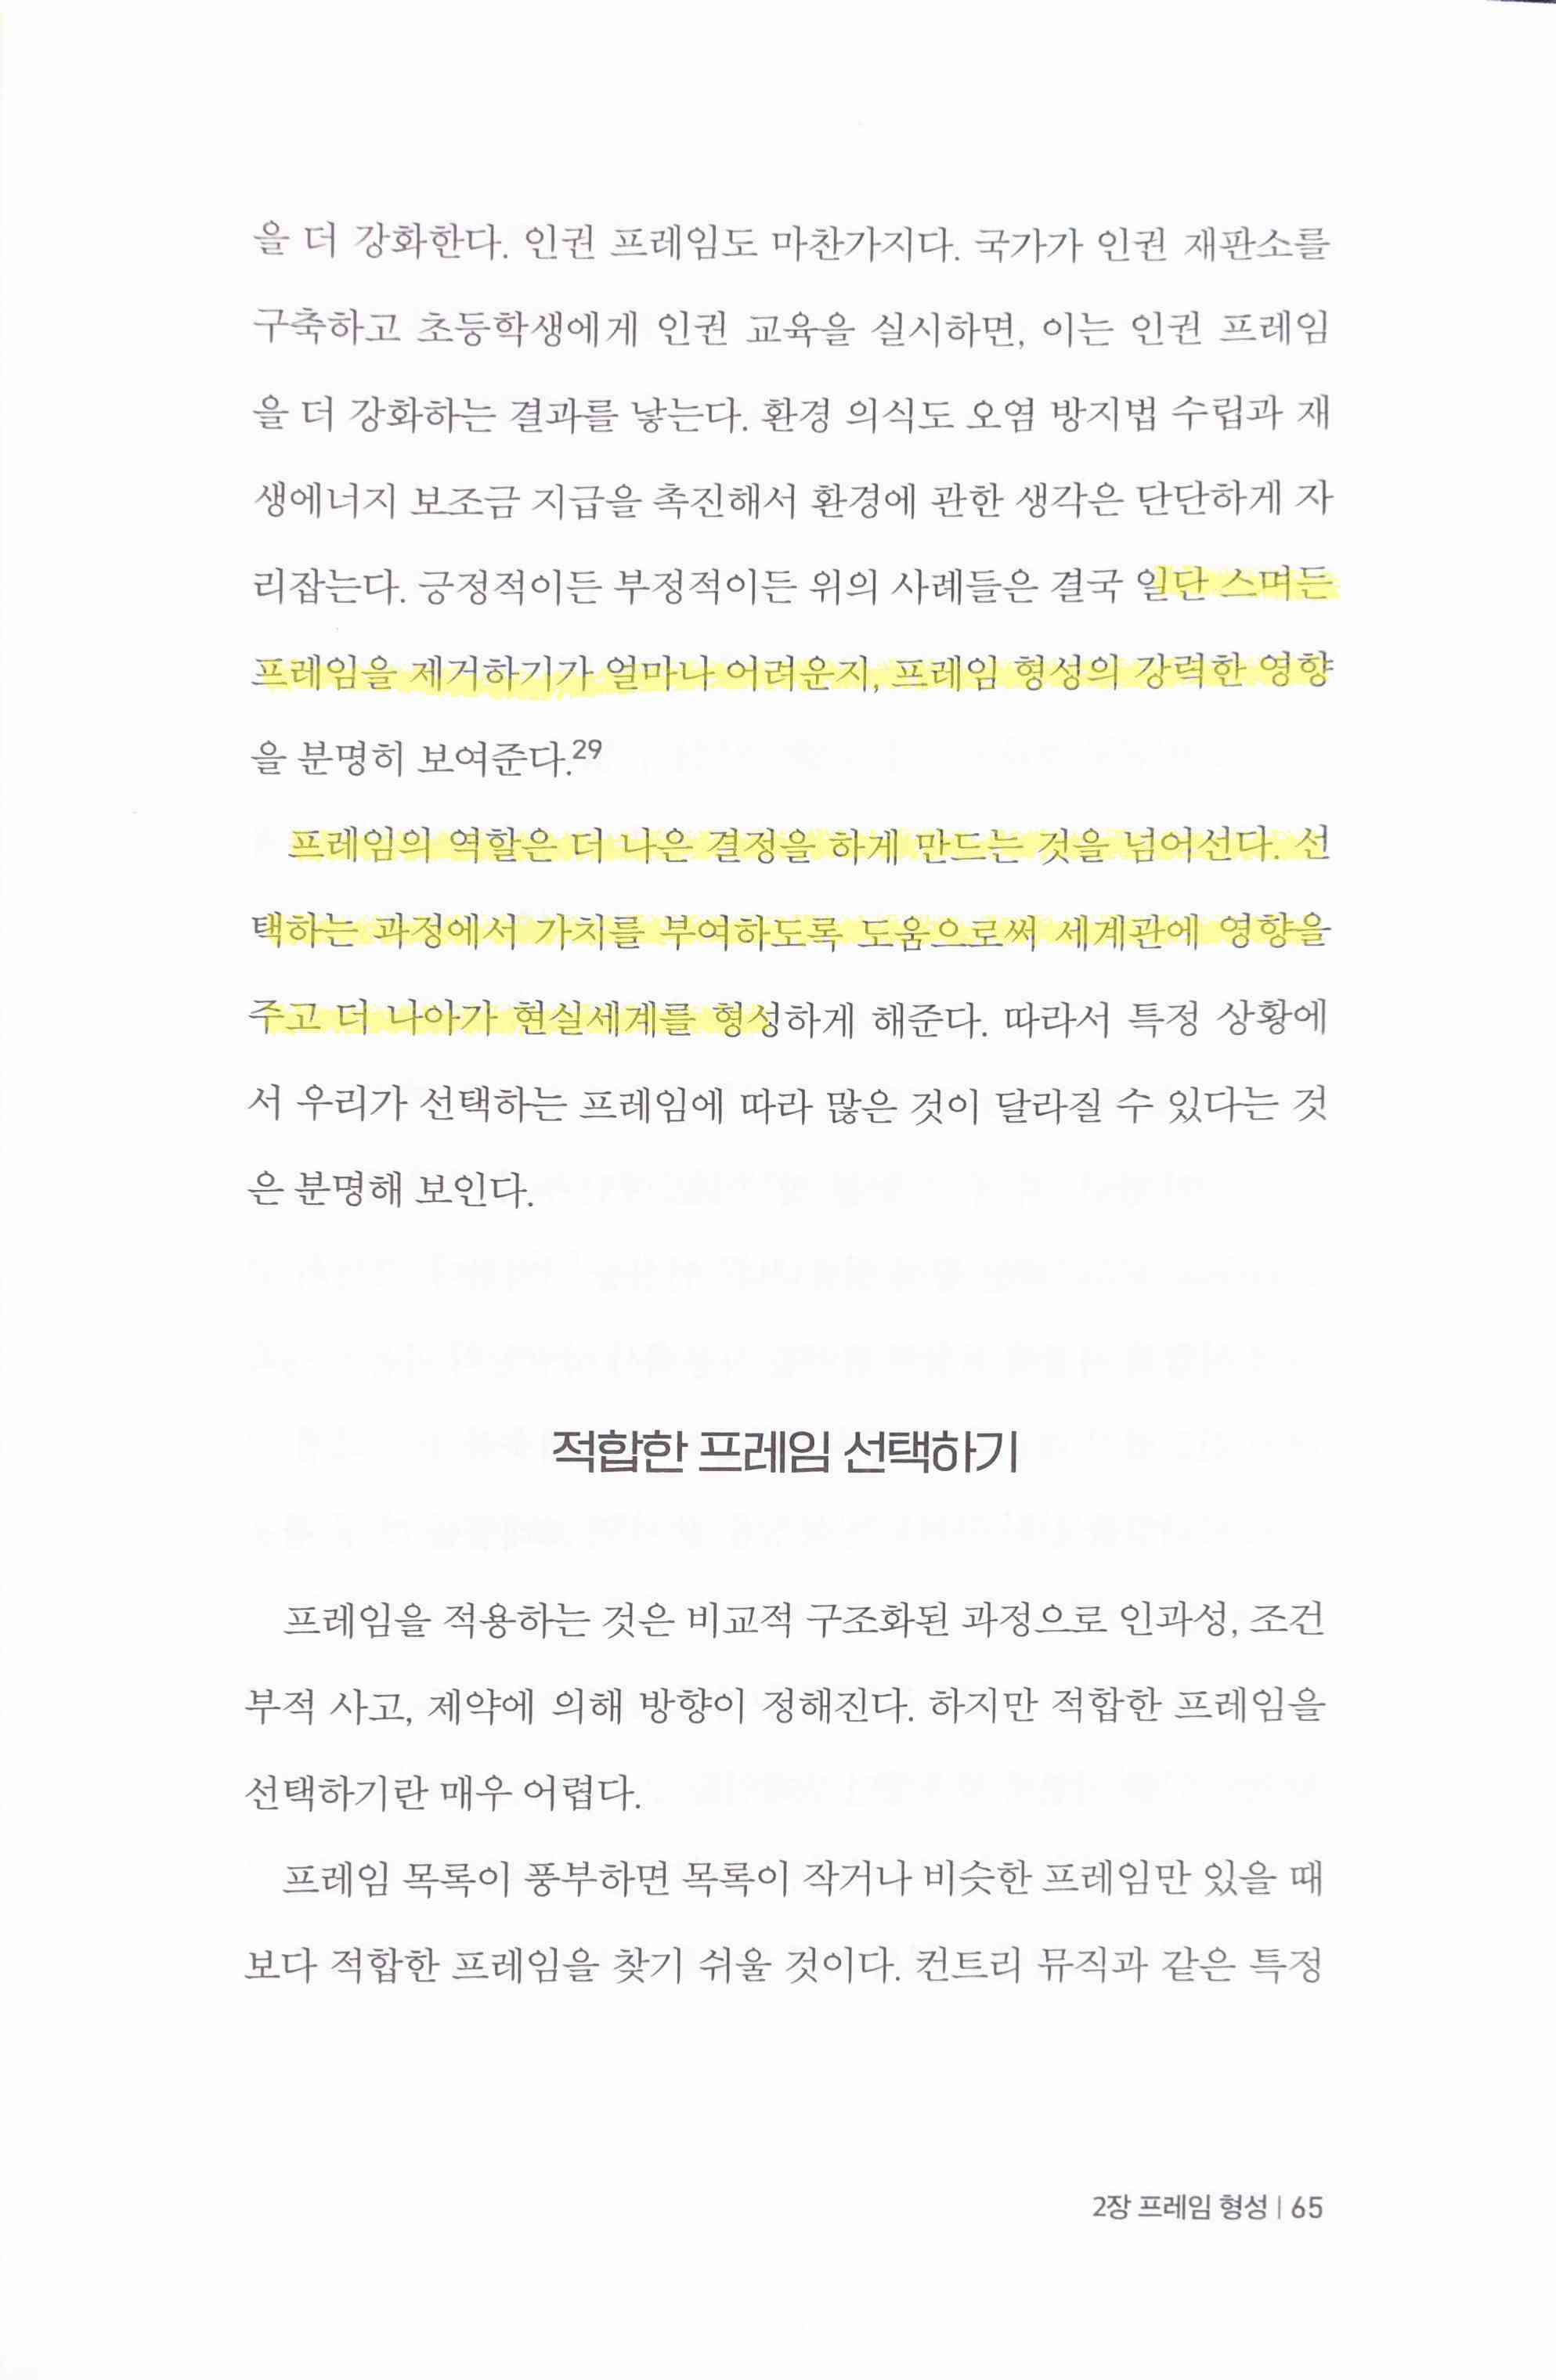 을 더 강화한다. 인권 프레임도 마찬가지다. 국가가 인권 재판소를
구축하고 초등학생에게 인권 교육을 실시하면, 이는 인권 프레임
을 더 강화하는 결과를 낳는다. 환경 의식도 오염 방지법 수립과 재
생에너지 보조금 지급을 촉진해서 환경에 관한 생각은 단단하게 자
리잡는다. 긍정적이든 부정적이든 위의 사례들은 결국 일단 스며든
프레임을 제거하기가 얼마나 어려운지, 프레임 형성의 강력한 영향
을 분명히 보여준다.29
프레임의 역할은 더 나은 결정을 하게 만드는 것을 넘어선다. 선
택하는 과정에서 가치를 부여하도록 도움으로써 세계관에 영향을
주고 더 나아가 현실세계를 형성하게 해준다. 따라서 특정 상황에
서 우리가 선택하는 프레임에 따라 많은 것이 달라질 수 있다는 것
은 분명해 보인다.
적합한 프레임 선택하기
프레임을 적용하는 것은 비교적 구조화된 과정으로 인과성, 조건
부적 사고, 제약에 의해 방향이 정해진다. 하지만 적합한 프레임을
선택하기란 매우 어렵다.
프레임 목록이 풍부하면 목록이 작거나 비슷한 프레임만 있을 때
보다 적합한 프레임을 찾기 쉬울 것이다. 컨트리 뮤직과 같은 특정
2장 프레임 형성 | 65